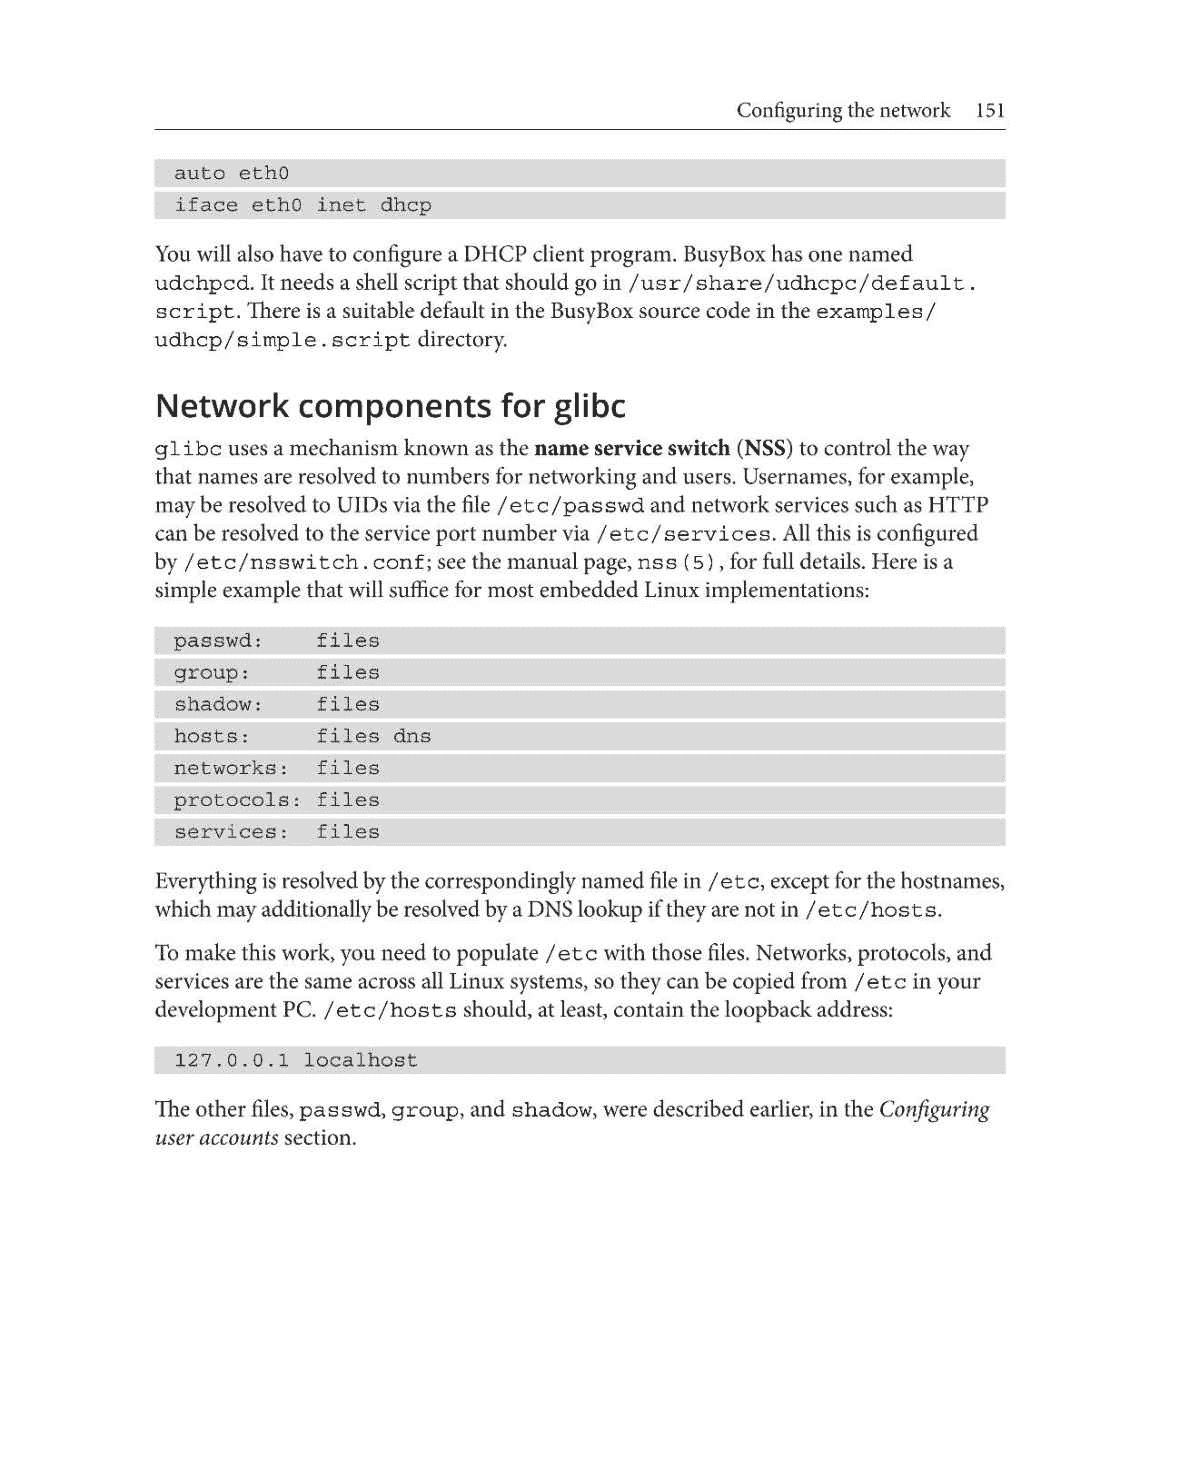 Configuring the network 151
auto eth0
iface eth0 inet dhcp
You will also have to configure a DHCP client program. BusyBox has one named
udchpcd. It needs a shell script that should go in /usr/share/udhcpc/default.
script. There is a suitable default in the BusyBox source code in the examples/
udhcp/simple.script directory.
Network components for glibc
glibc uses a mechanism known as the name service switch (NSS) to control the way
that names are resolved to numbers for networking and users. Usernames, for example,
may be resolved to UIDs via the file /etc/passwd and network services such as HTTP
can be resolved to the service port number via /etc/services. All this is configured
by /etc/nsswitch.conf; see the manual page, nss(5), for full details. Here is a
simple example that will suffice for most embedded Linux implementations:
passwd: files
group: files
shadow: files
hosts: files dns
networks: files
protocols: files
services: files
Everything is resolved by the correspondingly named file in /etc, except for the hostnames,
which may additionally be resolved by a DNS lookup if they are not in /etc/hosts.
To make this work, you need to populate /etc with those files. Networks, protocols, and
services are the same across all Linux systems, so they can be copied from /etc in your
development PC. /etc/hosts should, at least, contain the loopback address:
127.0.0.1 localhost
The other files, passwd, group, and shadow, were described earlier, in the Configuring
user accounts section.